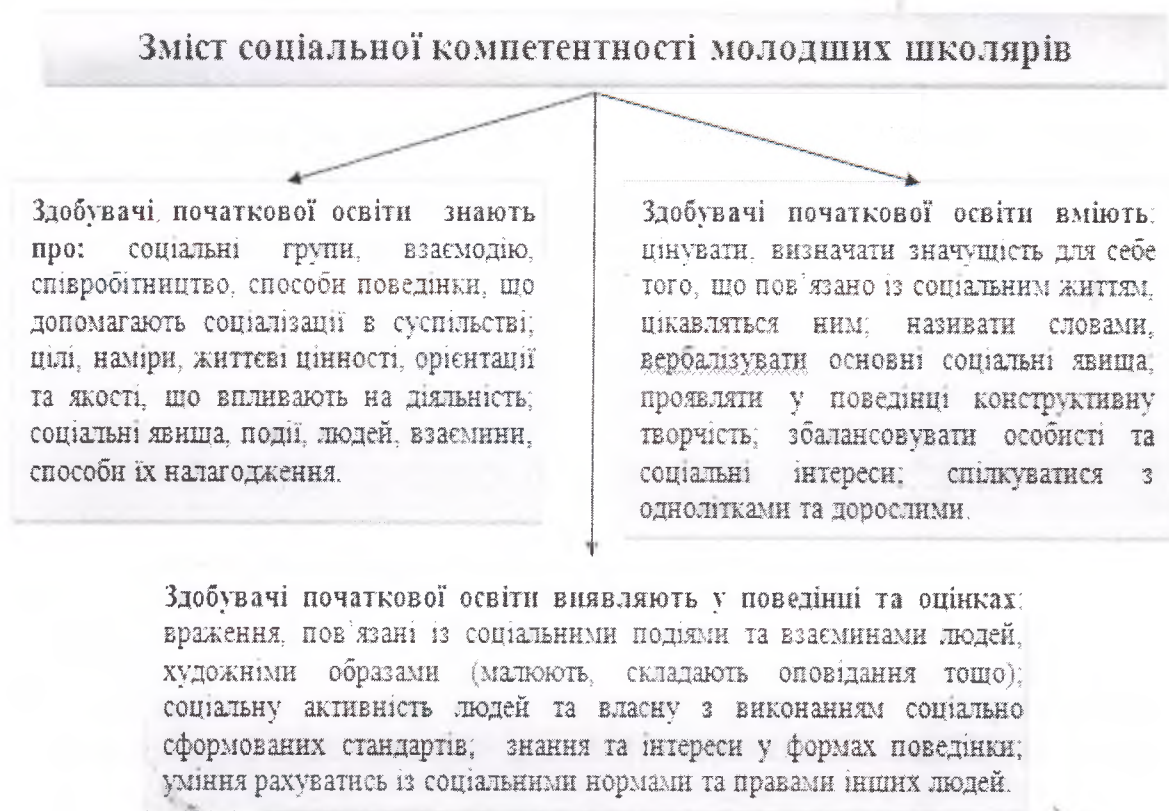 Зміст соціальної компетентності молодших школярів
Здобувачі початкової освіти знають
про: соціальні групи, взаємодію,
співробітництво, способи поведінки, що
допомагають соціалізації в суспільстві;
цілі, наміри, життєві цінності, орієнтації
та якості, що впливають на діяльність;
соціальні явища, події, людей, взаємини,
способи їх налагодження.
Здобувачі початкової освіти вміють:
цінувати, визначати значущість для себе
того, що пов'язано із соціальним життям,
цікавляться ним; називати словами,
вербалізувати основні соціальні явища;
проявляти у поведінці конструктивну
творчість; збалансовувати особисті та
соціальні інтереси; спілкуватися з
однолітками та дорослими.
Здобувачі початкової освіти виявляють у поведінці та оцінках:
враження, пов'язані із соціальними подіями та взаєминами людей,
художніми образами (малюють, складають оповідання тощо);
соціальну активність людей та власну з виконанням соціально
сформованих стандартів; знання та інтереси у формах поведінки;
уміння рахуватись із соціальними нормами та правами інших людей.